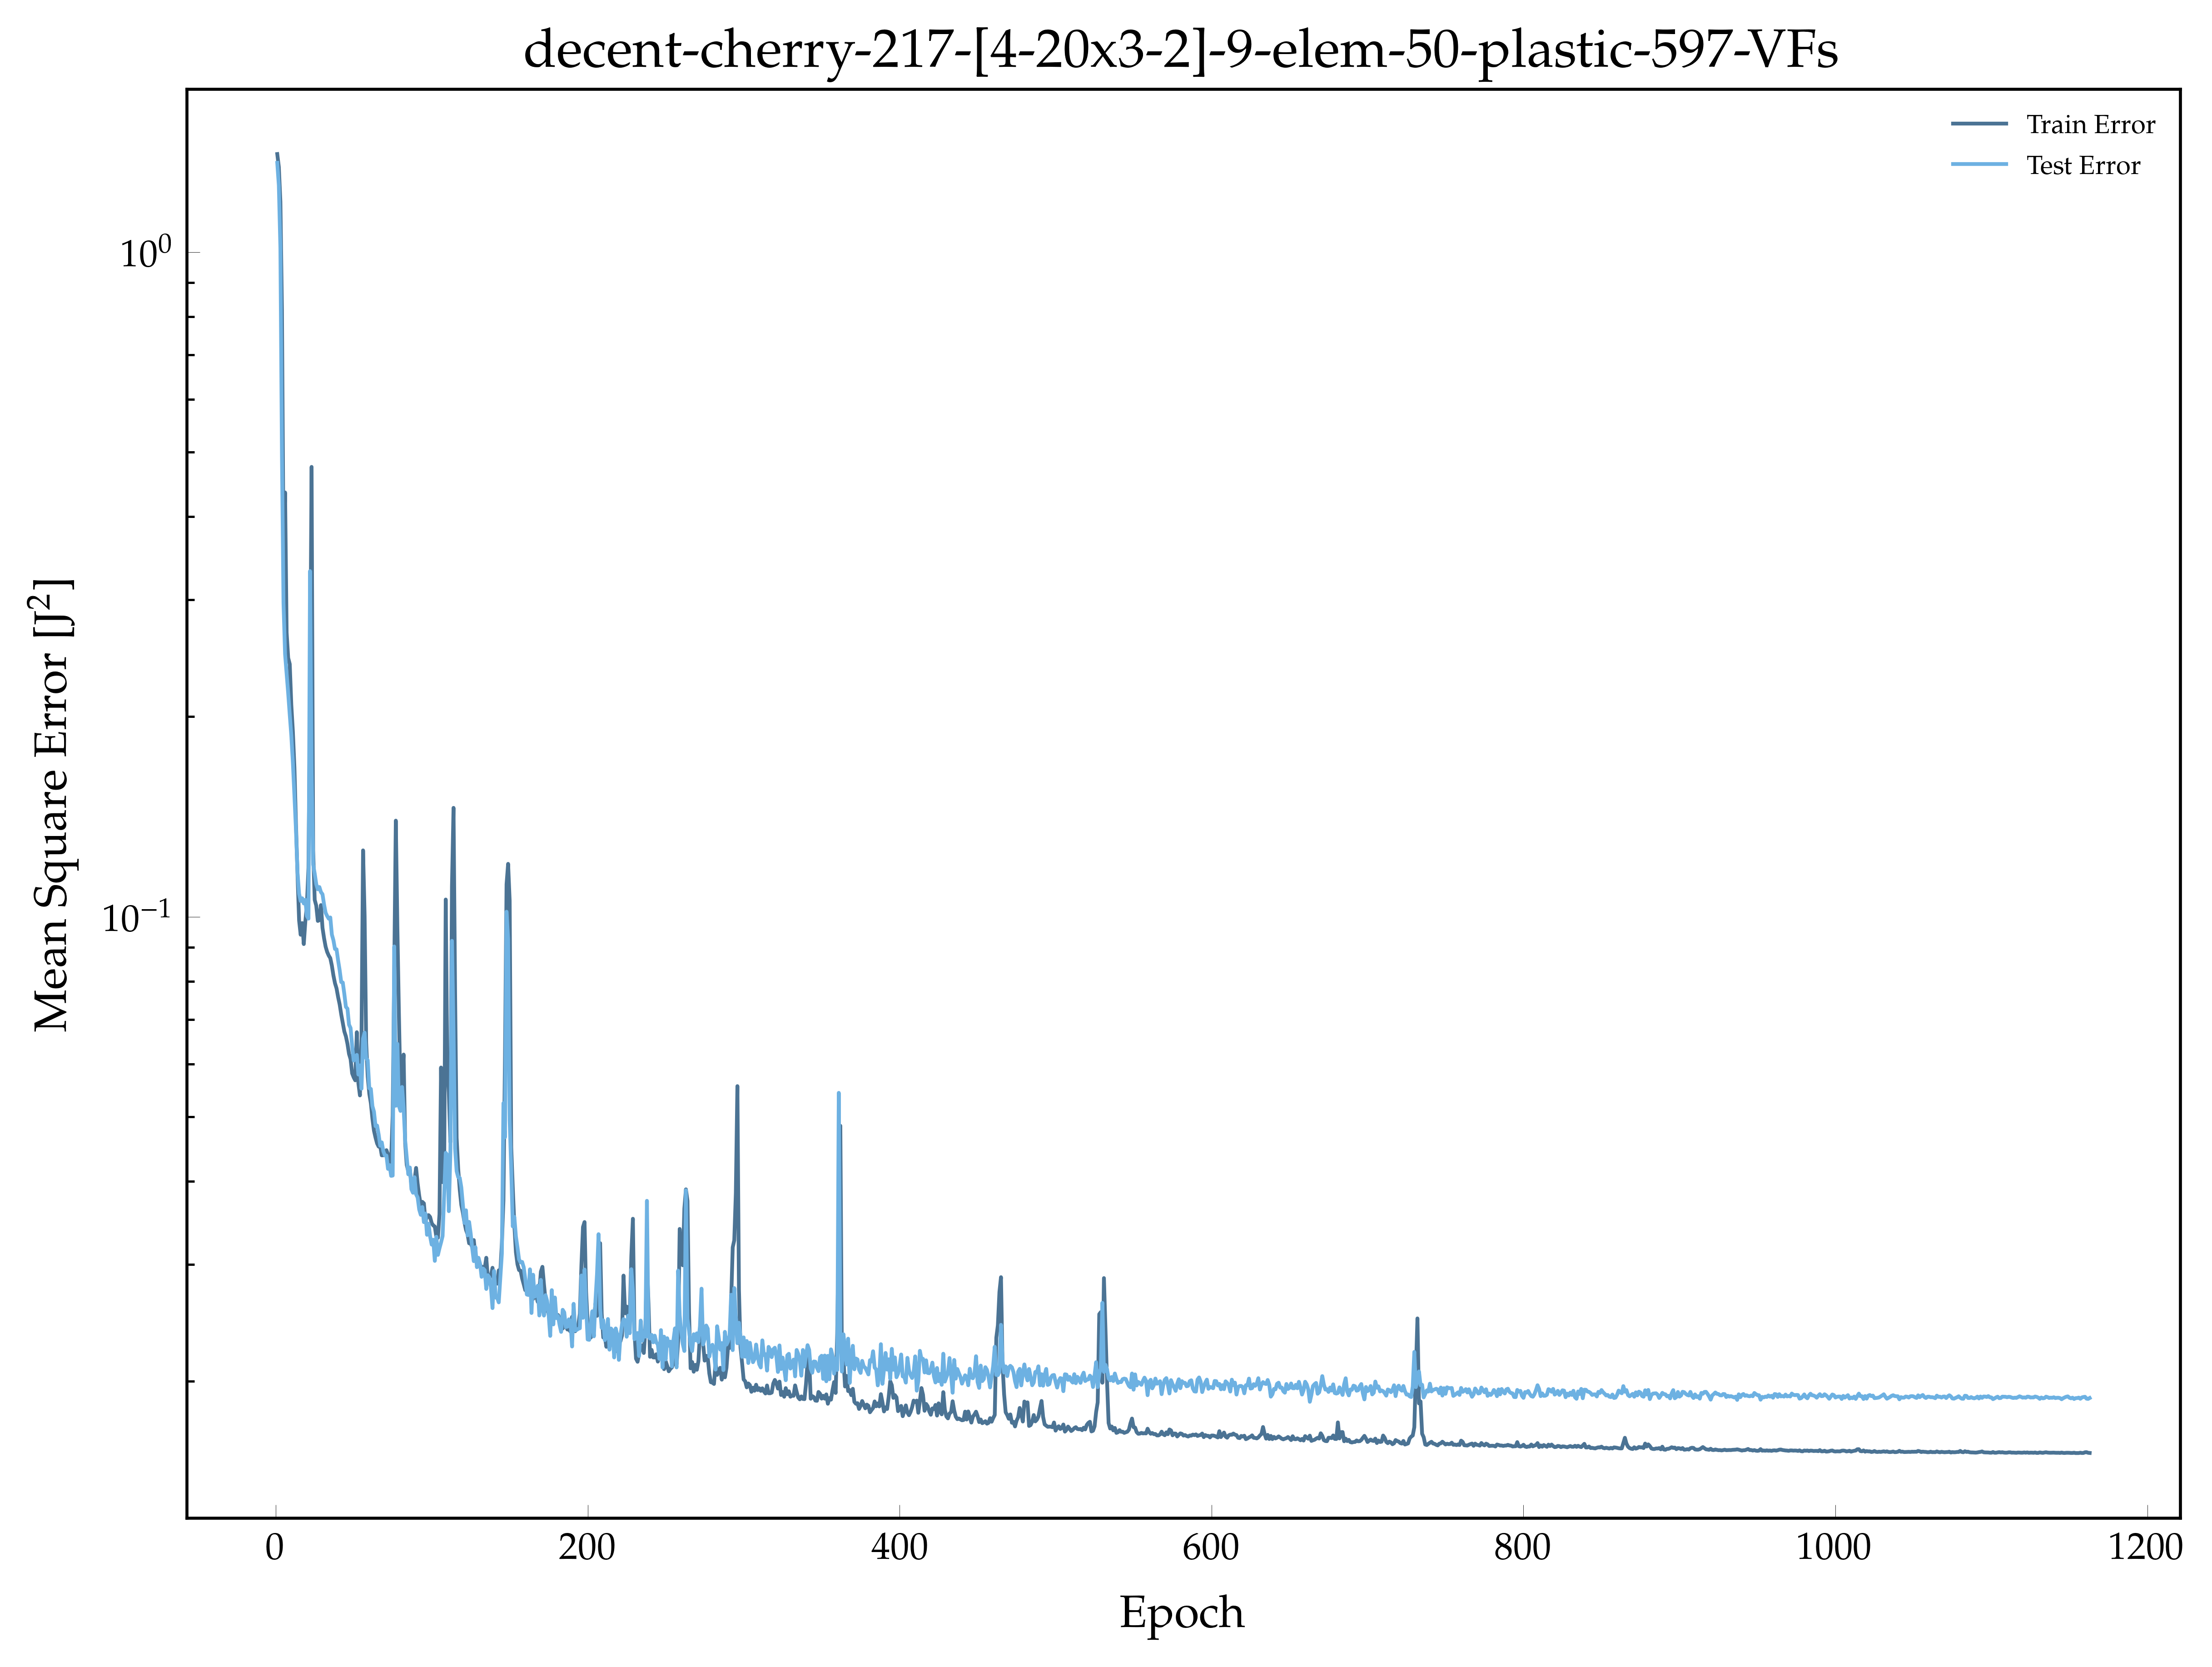 decent-cherry-217-[4-20x3-2]-9-elem-50-plastic-597-VFs
Train Error
Test Error
10⁰
10⁻¹
Mean Square Error [J²]
0 200 400 600 800 1000 1200
Epoch